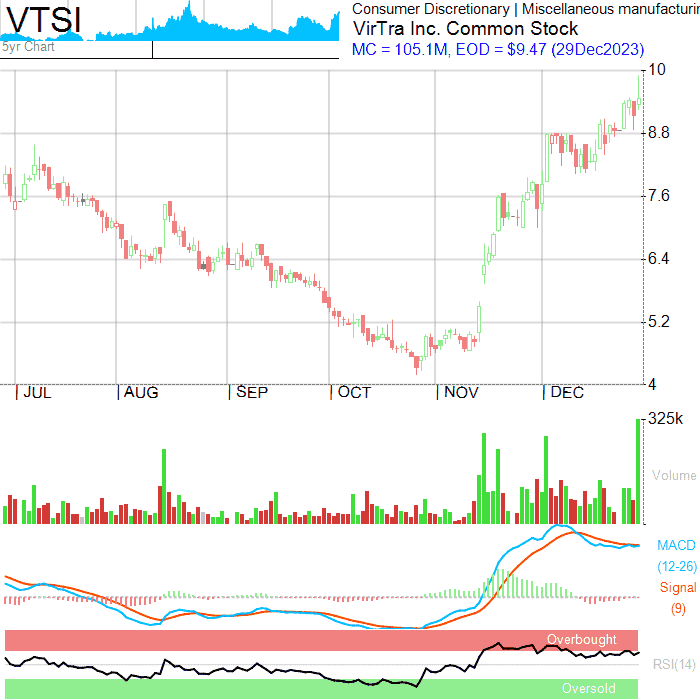 VTSI
5yr Chart
Consumer Discretionary | Miscellaneous manufacturin
VirTra Inc. Common Stock
MC = 105.1M, EOD = $9.47 (29Dec2023)
10
8.8
7.6
6.4
5.2
4
JUL AUG SEP OCT NOV DEC
325k
Volume
MACD
(12-26)
Signal
(9)
Overbought
RSI(14)
Oversold